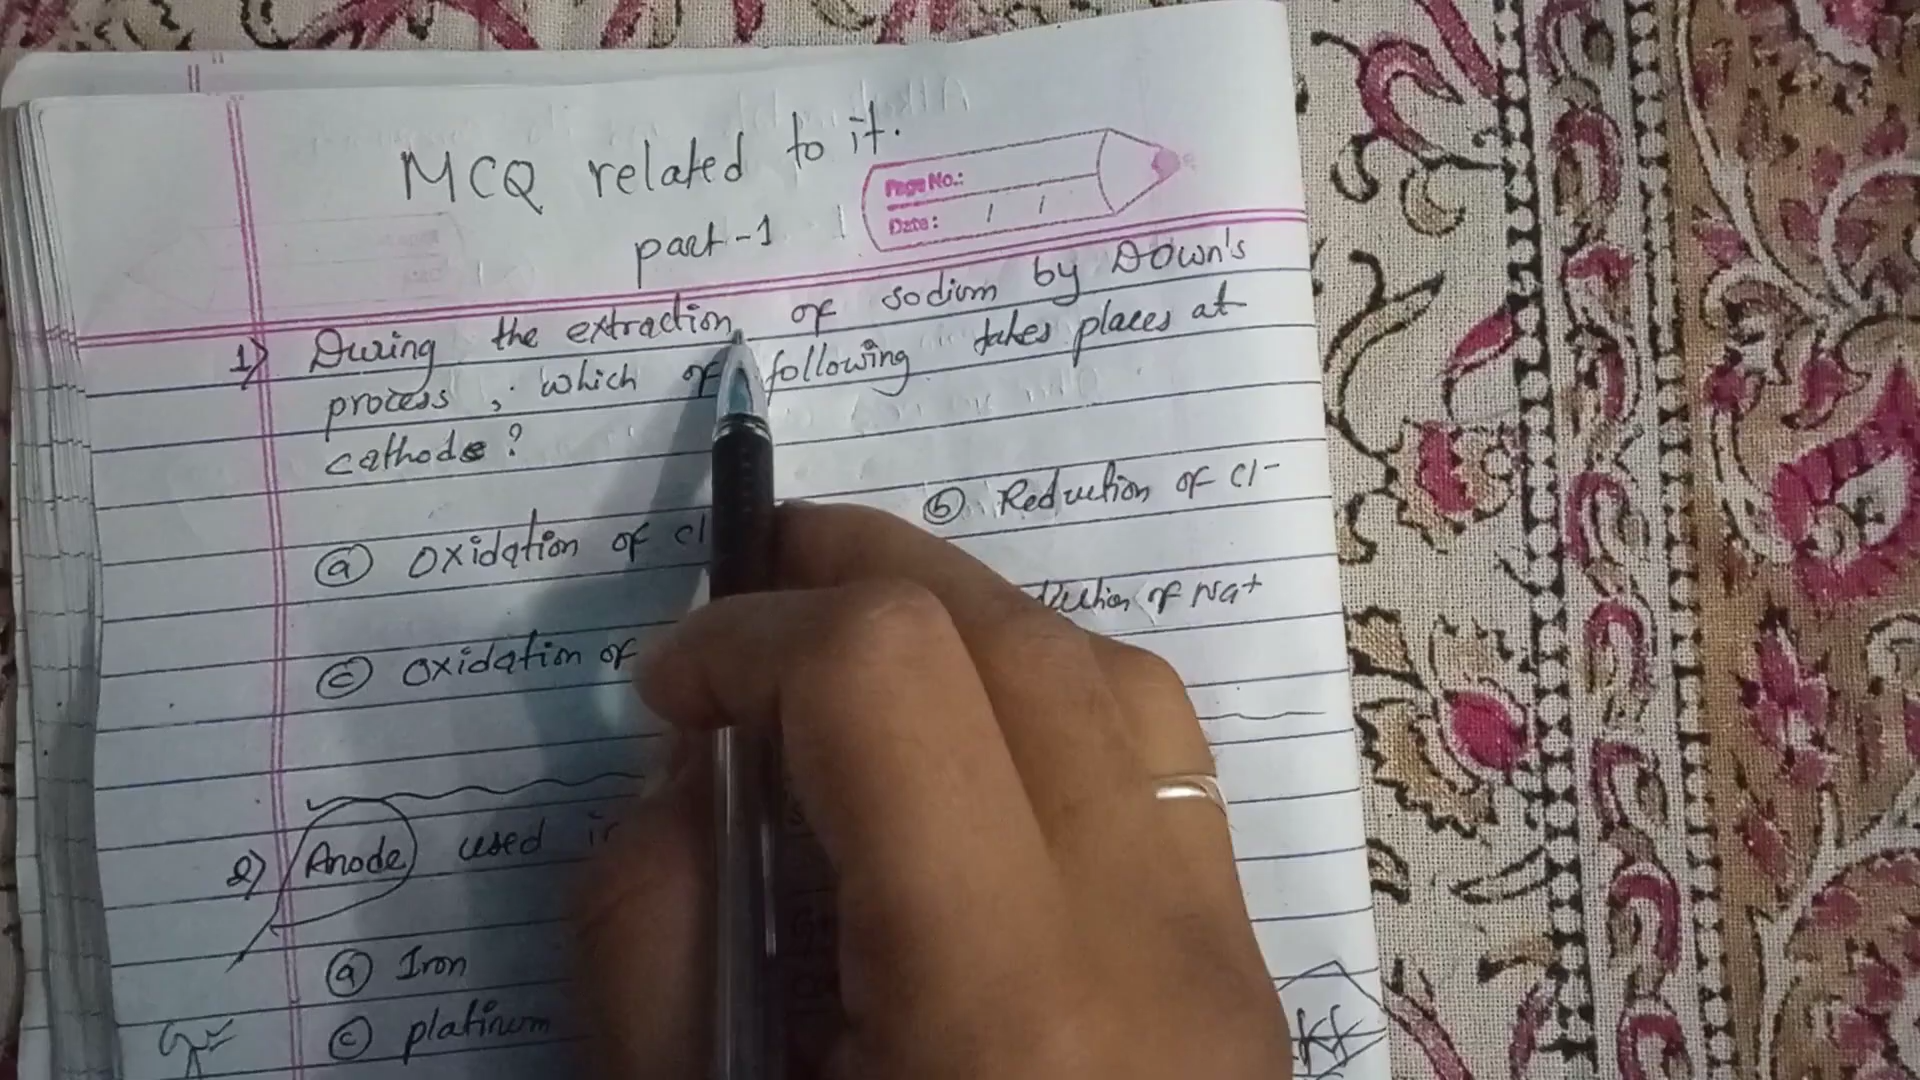 MCQ related to it.
part-1
Page No.:
Date: / /
1) During the extraction of sodium by Down's
process, which of following takes places at
cathode?
(a) Oxidation of Cl
(b) Reduction of Cl-
(c) Oxidation of
of Na+
2) Anode used in
(a) Iron
(c) platinum